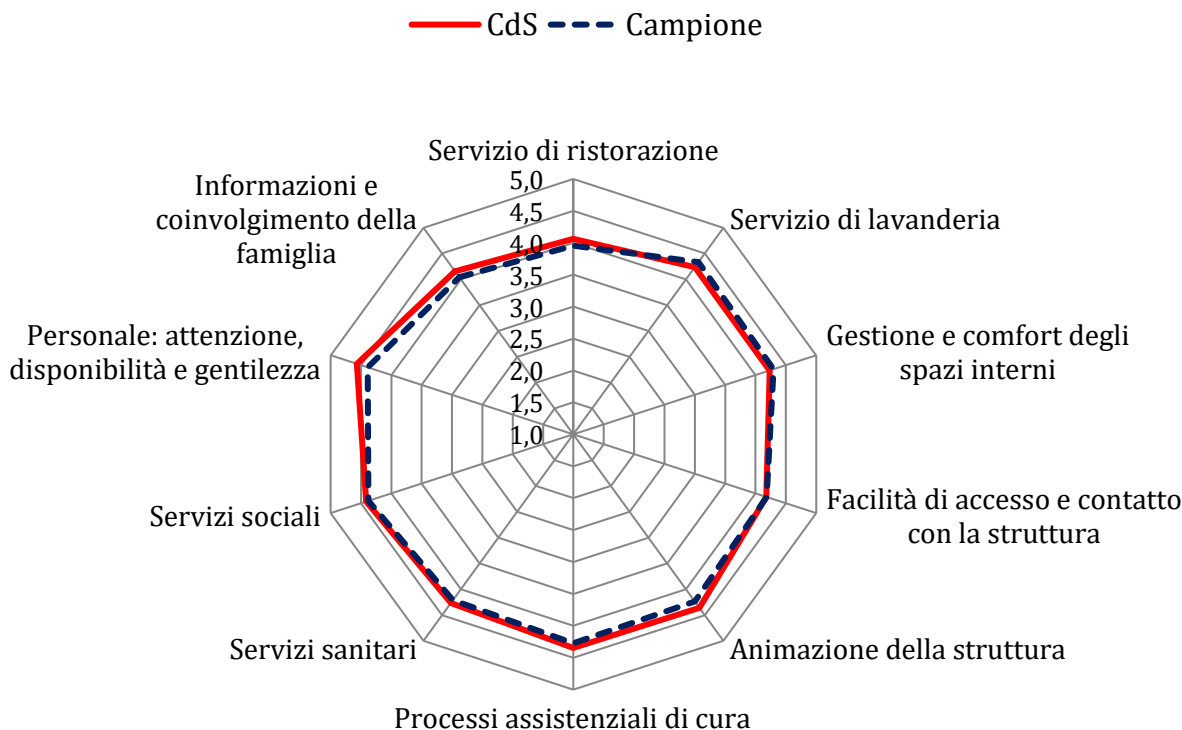 CdS Campione
Servizio di ristorazione
Informazioni e
coinvolgimento della
famiglia
5,0
4,5
4,0
3,5
3,0
2,5
2,0
1,5
1,0
Servizio di lavanderia
Personale: attenzione,
disponibilità e gentilezza
Gestione e comfort degli
spazi interni
Servizi sociali
Facilità di accesso e contatto
con la struttura
Servizi sanitari
Animazione della struttura
Processi assistenziali di cura